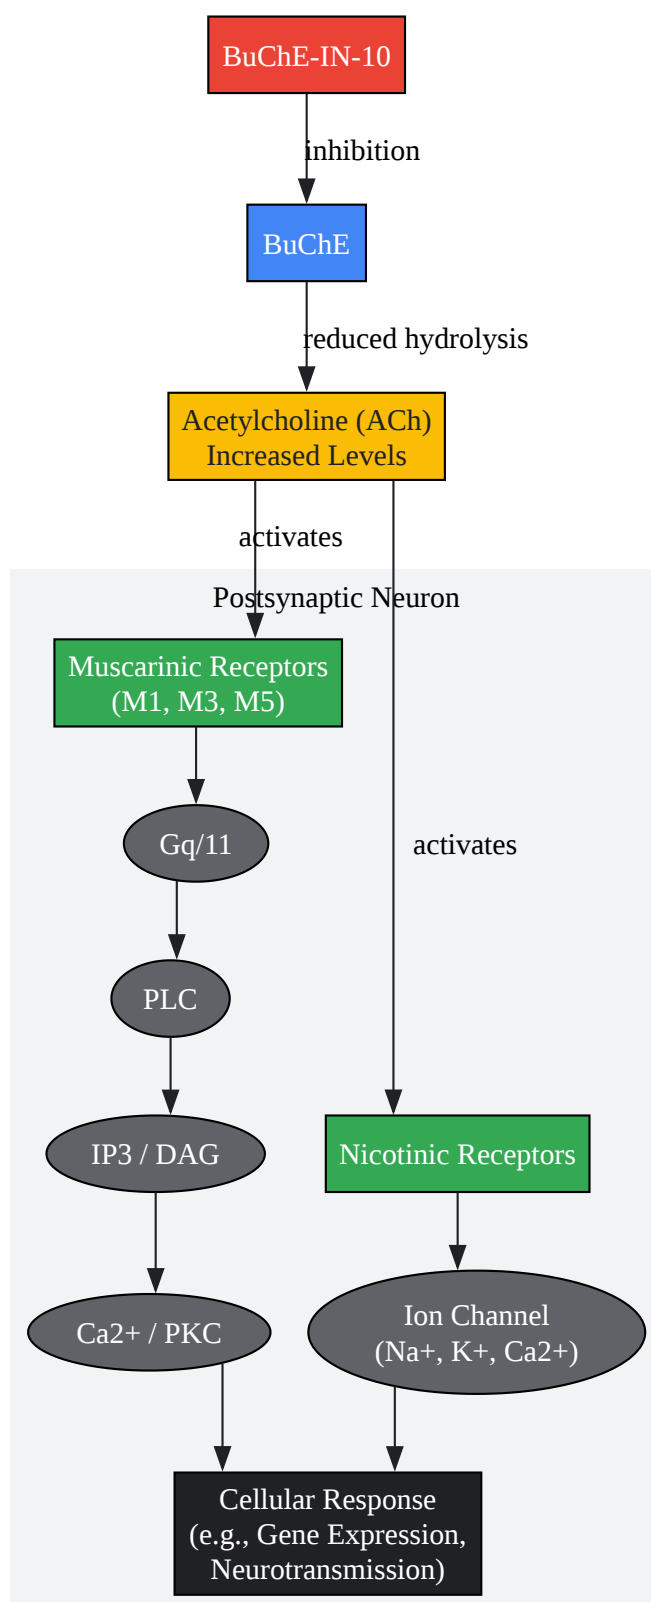 BuChE-IN-10
inhibition
BuChE
reduced hydrolysis
Acetylcholine (ACh)
Increased Levels
activates
Postsynaptic Neuron
Muscarinic Receptors
(M1, M3, M5)
Gq/11
activates
PLC
IP3 / DAG
Nicotinic Receptors
Ca2+ / PKC
Ion Channel
(Na+, K+, Ca2+)
Cellular Response
(e.g., Gene Expression,
Neurotransmission)